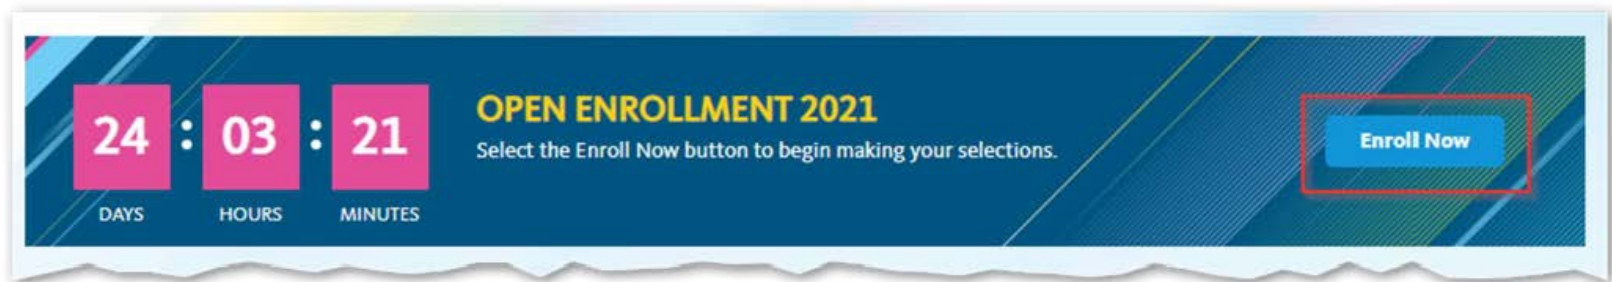 24 : 03 : 21
DAYS HOURS MINUTES
OPEN ENROLLMENT 2021
Select the Enroll Now button to begin making your selections.
Enroll Now